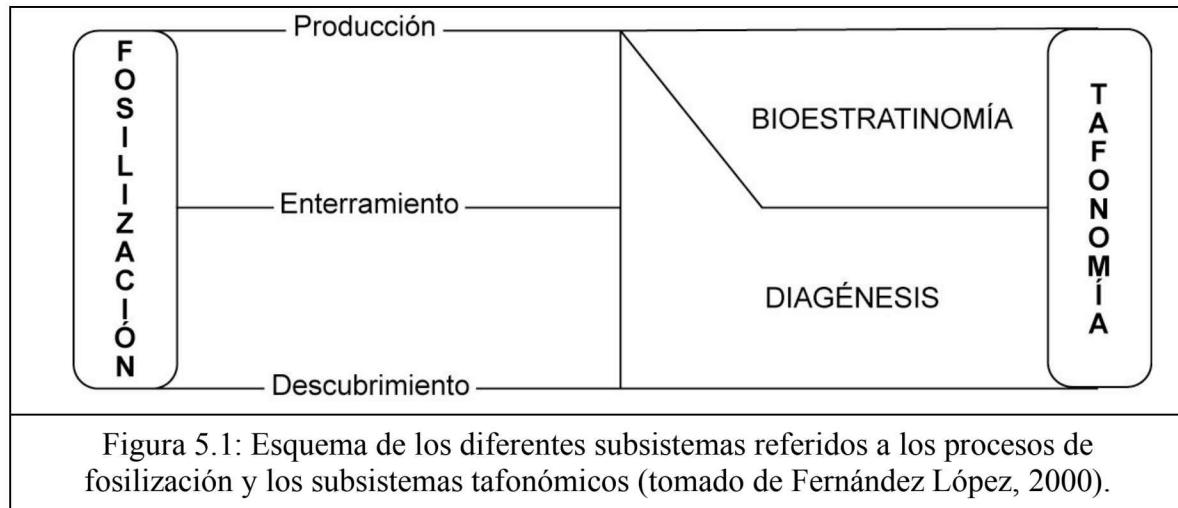 FOSILIZACIÓN
Producción
Enterramiento
Descubrimiento
BIOESTRATINOMÍA
DIAGÉNESIS
TAFONOMÍA
Figura 5.1: Esquema de los diferentes subsistemas referidos a los procesos de
fosilización y los subsistemas tafonómicos (tomado de Fernández López, 2000).